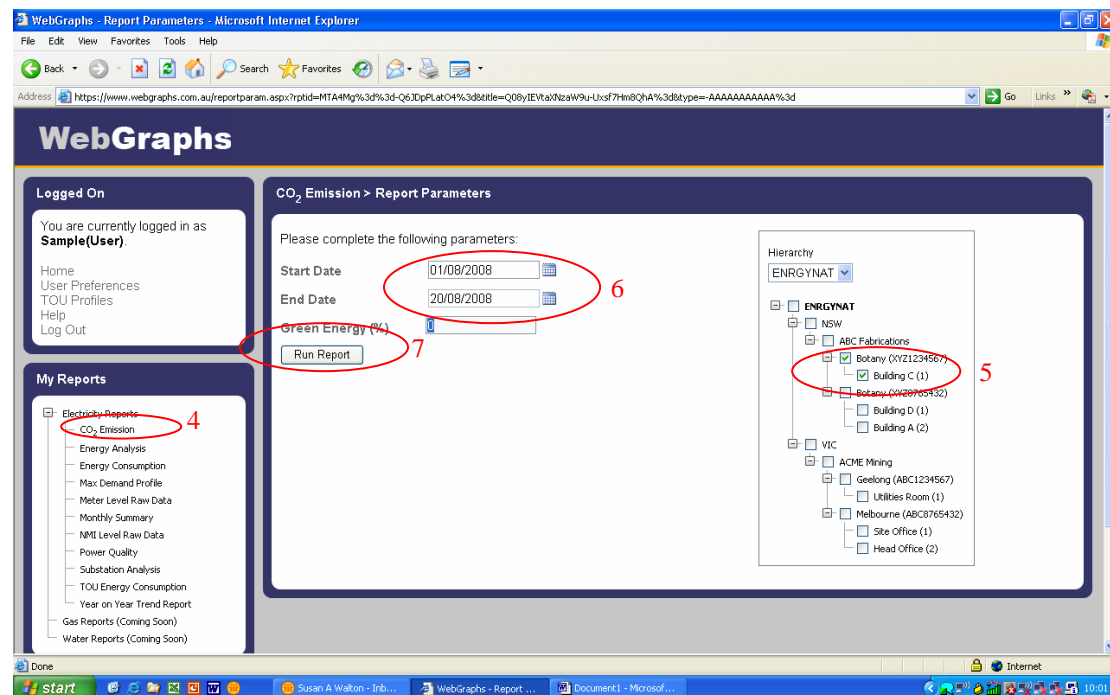 WebGraphs - Report Parameters - Microsoft Internet Explorer
File Edit View Favorites Tools Help
Back Search Favorites
Address https://www.webgraphs.com.au/reportparam.aspx?rptid=MTA4Mg%3d%3d-Q6JDpPLatO4%3d&title=Q08yIEVtaXNzaW9u-Uxsf7Hm8QhA%3d&type=-AAAAAAAAAAA%3d Go Links »
WebGraphs
Logged On
You are currently logged in as
Sample(User).
Home
User Preferences
TOU Profiles
Help
Log Out
My Reports
Electricity Reports
CO2 Emission 4
Energy Analysis
Energy Consumption
Max Demand Profile
Meter Level Raw Data
Monthly Summary
NMI Level Raw Data
Power Quality
Substation Analysis
TOU Energy Consumption
Year on Year Trend Report
Gas Reports (Coming Soon)
Water Reports (Coming Soon)
CO2 Emission > Report Parameters
Please complete the following parameters:
Start Date 01/08/2008
End Date 20/08/2008
6
Green Energy (%) 0
Run Report 7
Hierarchy
ENRGYNAT
ENRGYNAT
NSW
ABC Fabrications
Botany (XYZ1234567)
Building C (1)
5
Botany (XYZ8765432)
Building D (1)
Building A (2)
VIC
ACME Mining
Geelong (ABC1234567)
Utilities Room (1)
Melbourne (ABC8765432)
Site Office (1)
Head Office (2)
Done Internet
start Susan A Walton - Inb... WebGraphs - Report ... Document1 - Microsof... 10:01